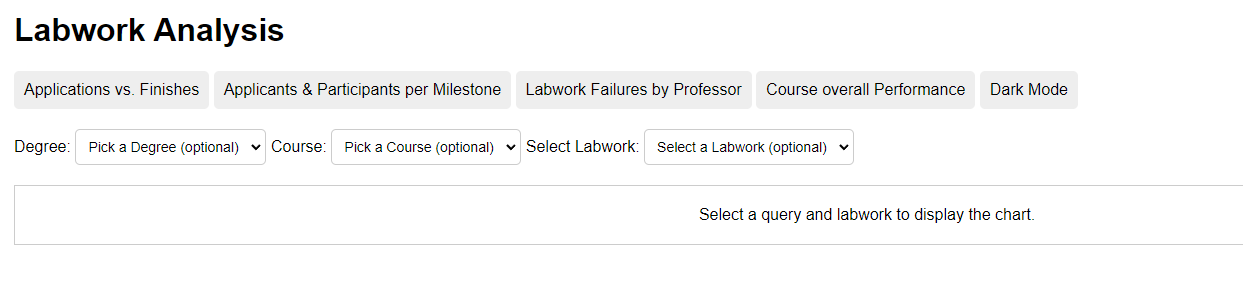 Labwork Analysis
Applications vs. Finishes Applicants & Participants per Milestone Labwork Failures by Professor Course overall Performance Dark Mode
Degree: Pick a Degree (optional) Course: Pick a Course (optional) Select Labwork: Select a Labwork (optional)
Select a query and labwork to display the chart.